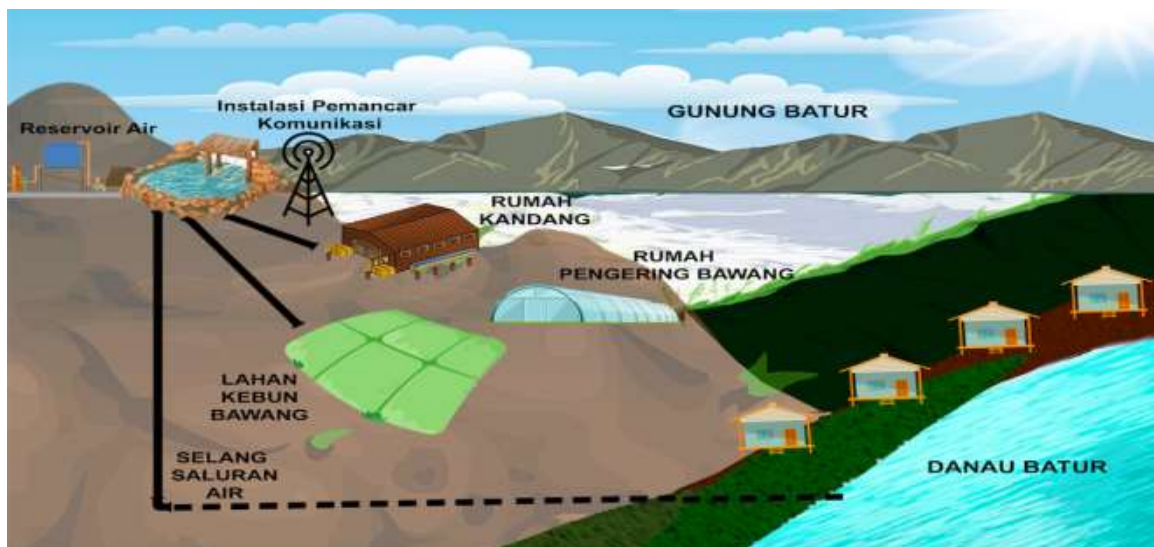 Instalasi Pemancar
Komunikasi
Reservoir Air
GUNUNG BATUR
RUMAH
KANDANG
RUMAH
PENGERING BAWANG
LAHAN
KEBUN
BAWANG
SELANG
SALURAN
AIR
DANAU BATUR